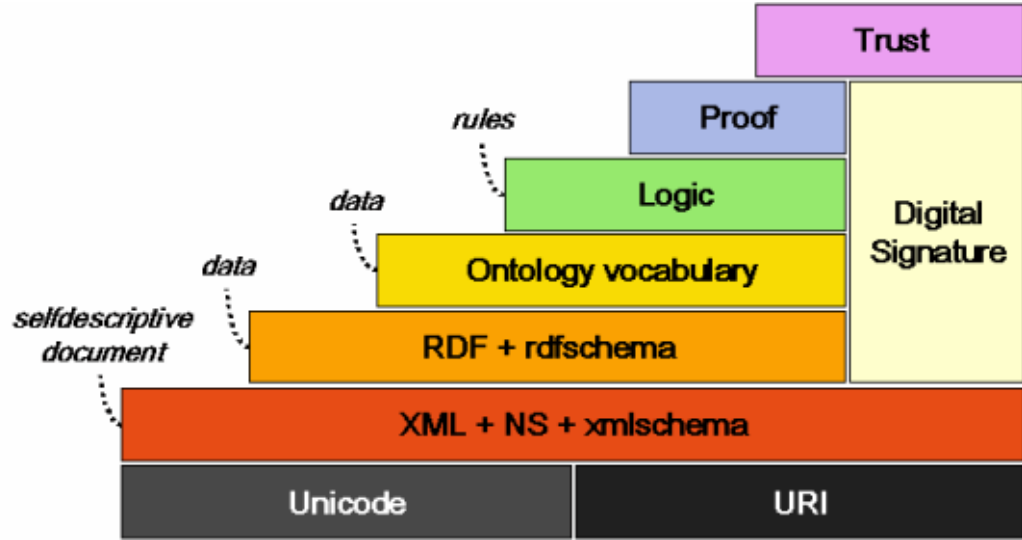 Trust
Proof
rules
Logic
Digital
Signature
data
Ontology vocabulary
data
RDF + rdfschema
selfdescriptive
document
XML + NS + xmlschema
Unicode
URI